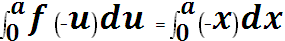 ∫₀ᵃ f (-u)du = ∫₀ᵃ (-x)dx